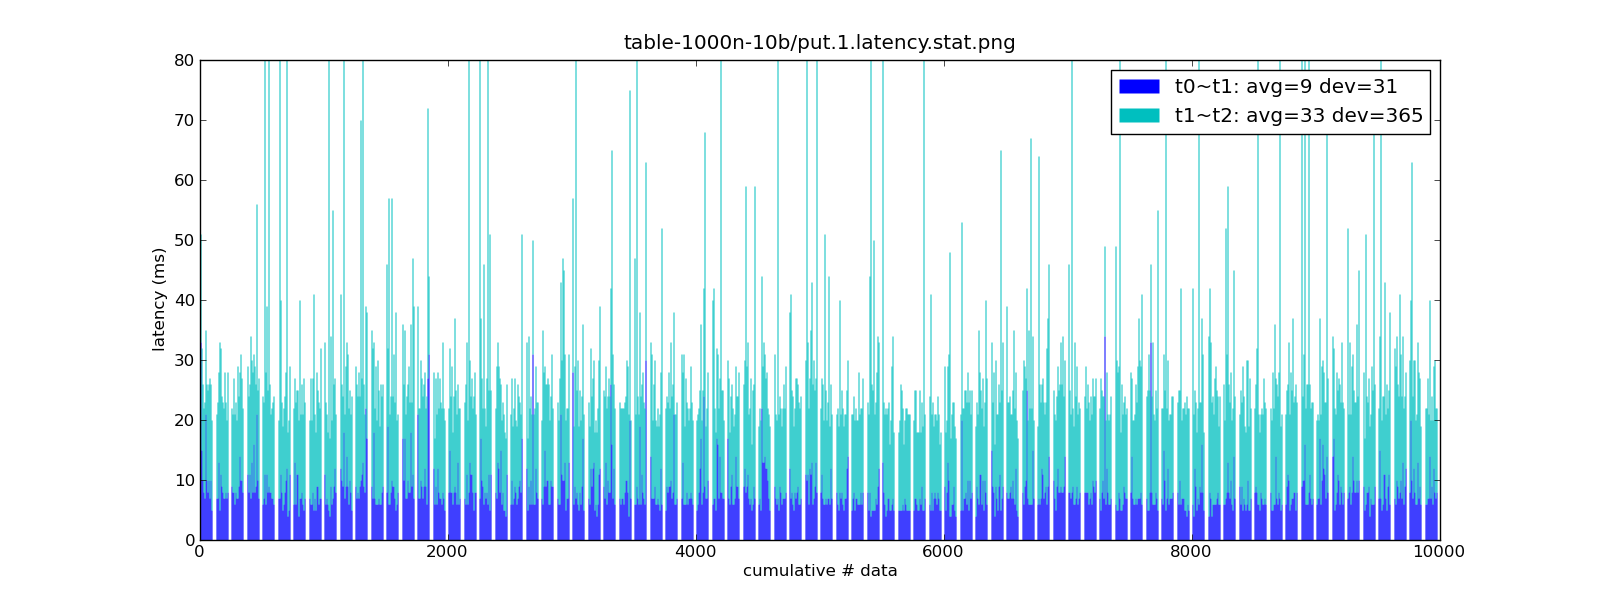 table-1000n-10b/put.1.latency.stat.png
80
70
60
50
40
30
20
10
0
latency (ms)
t0~t1: avg=9 dev=31
t1~t2: avg=33 dev=365
0 2000 4000 6000 8000 10000
cumulative # data